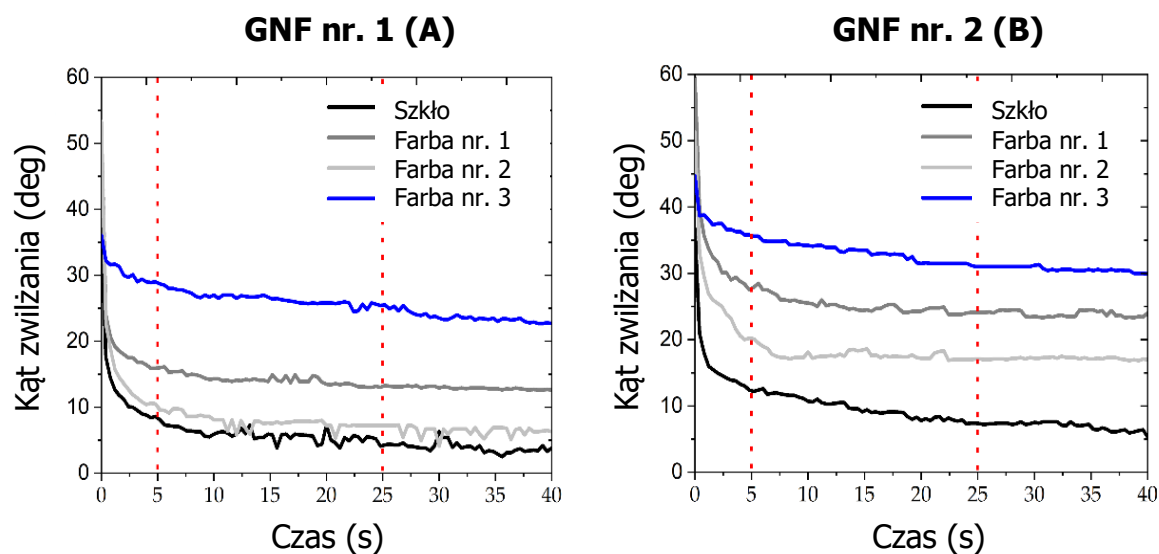 GNF nr. 1 (A)
Kąt zwilżania (deg)
60
50
40
30
20
10
0
Szkło
Farba nr. 1
Farba nr. 2
Farba nr. 3
0 5 10 15 20 25 30 35 40
Czas (s)
GNF nr. 2 (B)
Kąt zwilżania (deg)
60
50
40
30
20
10
0
Szkło
Farba nr. 1
Farba nr. 2
Farba nr. 3
0 5 10 15 20 25 30 35 40
Czas (s)